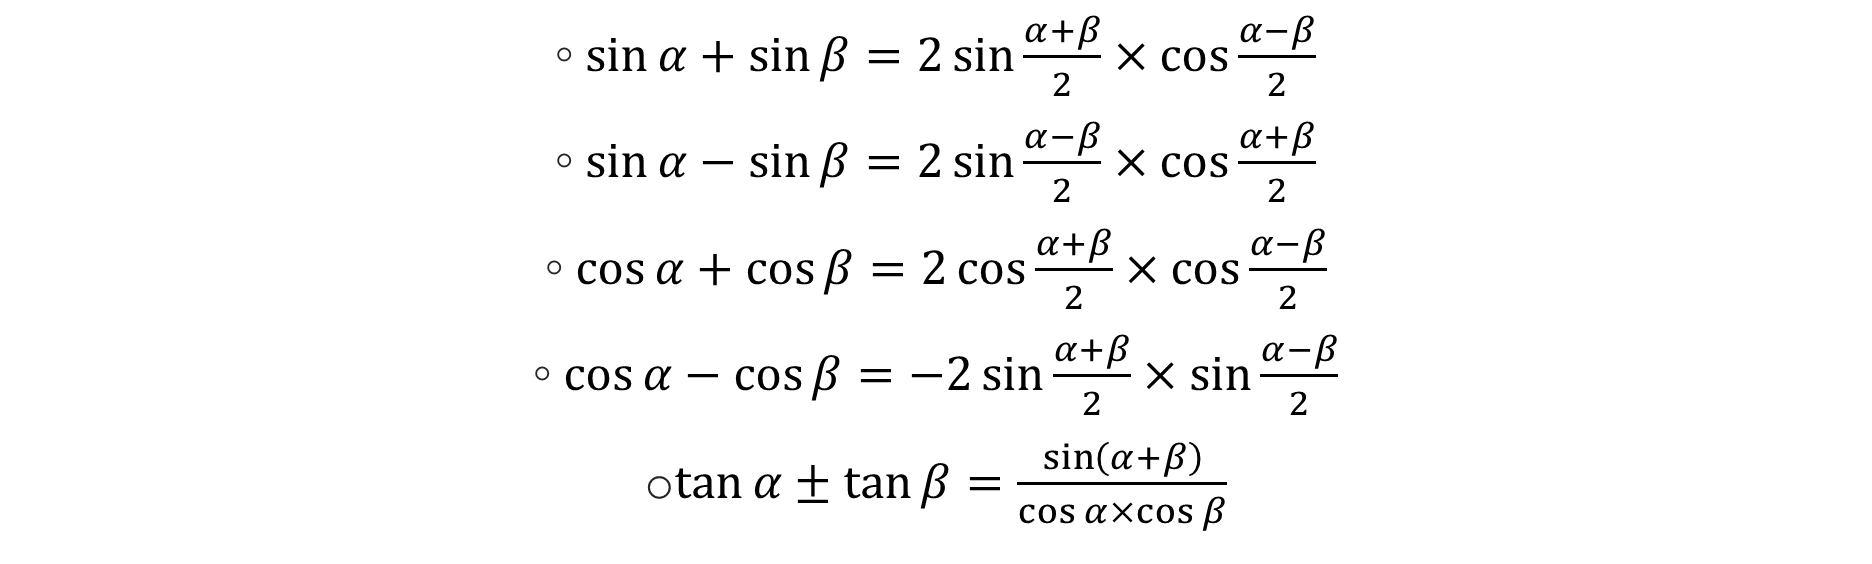 ∘ sin α + sin β = 2 sin (α+β)/2 × cos (α−β)/2
∘ sin α − sin β = 2 sin (α−β)/2 × cos (α+β)/2
∘ cos α + cos β = 2 cos (α+β)/2 × cos (α−β)/2
∘ cos α − cos β = −2 sin (α+β)/2 × sin (α−β)/2
○tan α ± tan β = sin(α+β)/(cos α×cos β)